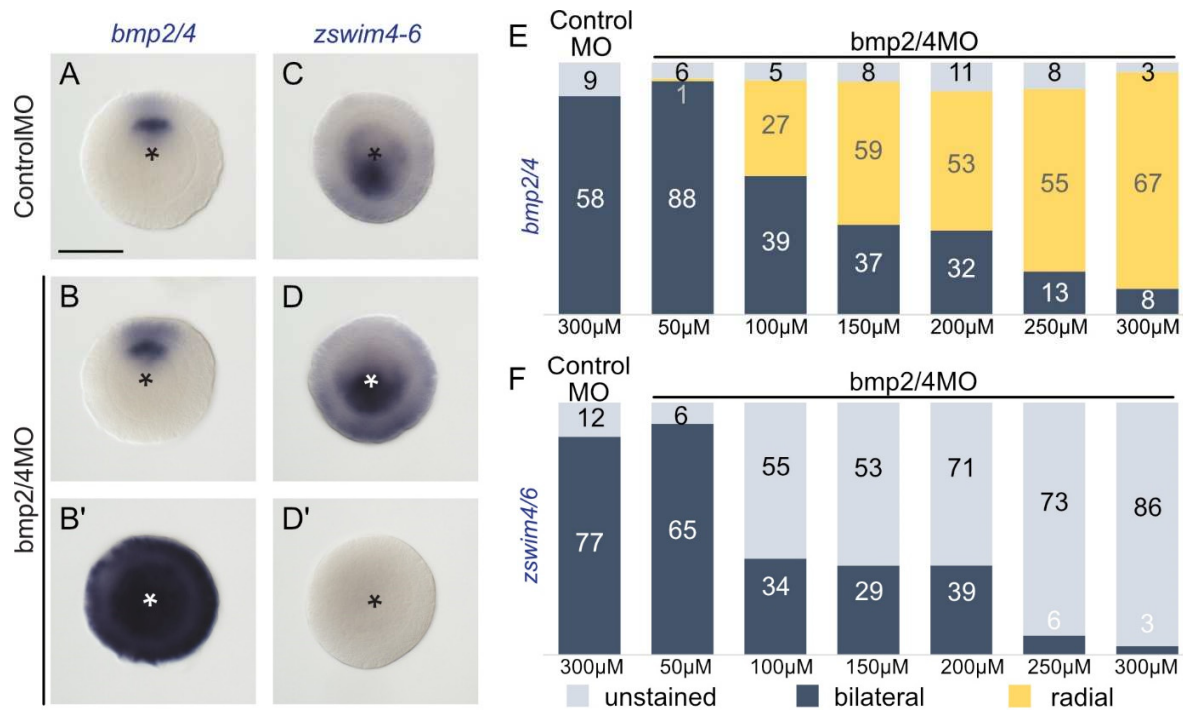 bmp2/4 zswim4-6
ControlMO
A
*
C
*
bmp2/4MO
B
*
D
*
B'
*
D'
*
E
Control
MO
bmp2/4MO
bmp2/4
9 6 5 8 11 8 3
58 1 27 59 53 55 67
88 39 37 32 13 8
300µM 50µM 100µM 150µM 200µM 250µM 300µM
F
Control
MO
bmp2/4MO
zswim4/6
12 6 55 53 71 73 86
77 65 34 29 39 6 3
300µM 50µM 100µM 150µM 200µM 250µM 300µM
unstained bilateral radial